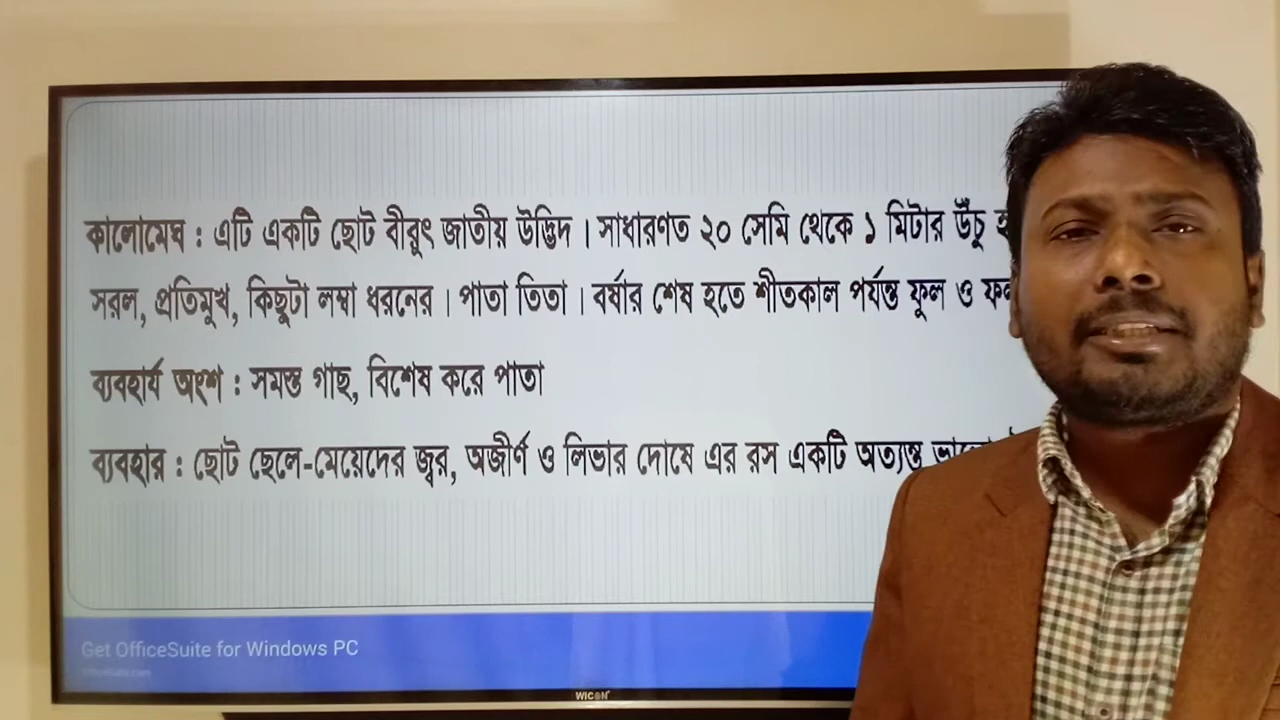 কালোমেঘ : এটি একটি ছোট বীরুৎ জাতীয় উদ্ভিদ । সাধারণত ২০ সেমি থেকে ১ মিটার উঁচু
সরল, প্রতিমুখ, কিছুটা লম্বা ধরনের । পাতা তিতা । বর্ষার শেষ হতে শীতকাল পর্যন্ত ফুল ও
ব্যবহার্য অংশ : সমস্ত গাছ, বিশেষ করে পাতা
ব্যবহার : ছোট ছেলে-মেয়েদের জ্বর, অজীর্ণ ও লিভার দোষে এর রস একটি অত্যন্ত
Get OfficeSuite for Windows PC
WICON